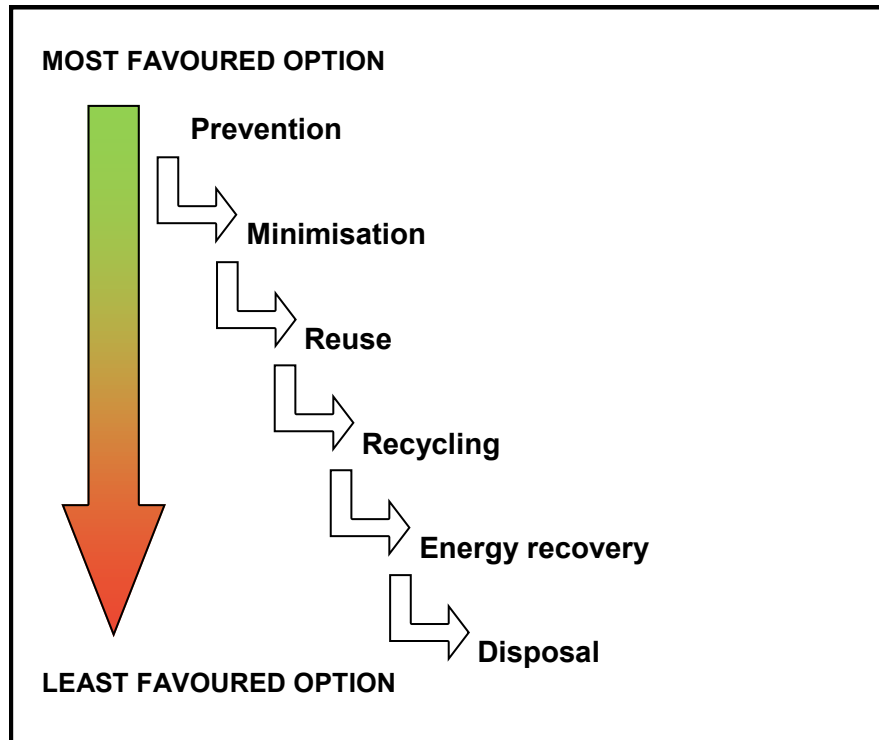 MOST FAVOURED OPTION
Prevention
Minimisation
Reuse
Recycling
Energy recovery
Disposal
LEAST FAVOURED OPTION